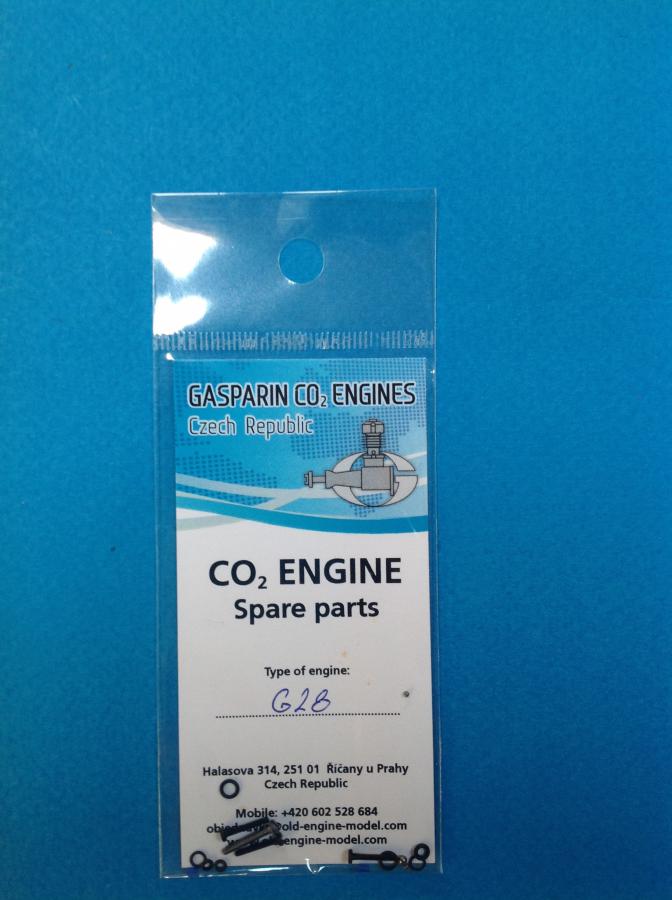 GASPARIN CO₂ ENGINES
Czech Republic
CO₂ ENGINE
Spare parts
Type of engine:
G28
Halasova 314, 251 01 Říčany u Prahy
Czech Republic
Mobile: +420 602 528 684